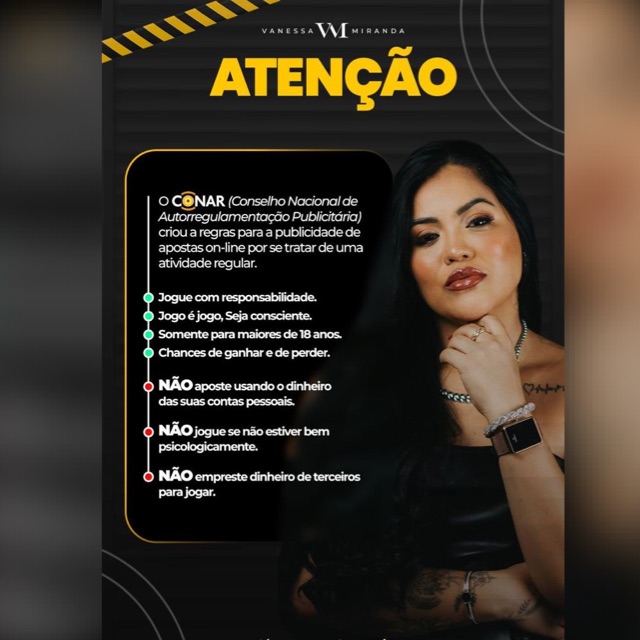 VANESSA VM MIRANDA
ATENÇÃO
O CONAR (Conselho Nacional de
Autorregulamentação Publicitária)
criou a regras para a publicidade de
apostas on-line por se tratar de uma
atividade regular.
Jogue com responsabilidade.
Jogo é jogo, Seja consciente.
Somente para maiores de 18 anos.
Chances de ganhar e de perder.
NÃO aposte usando o dinheiro
das suas contas pessoais.
NÃO jogue se não estiver bem
psicologicamente.
NÃO empreste dinheiro de terceiros
para jogar.